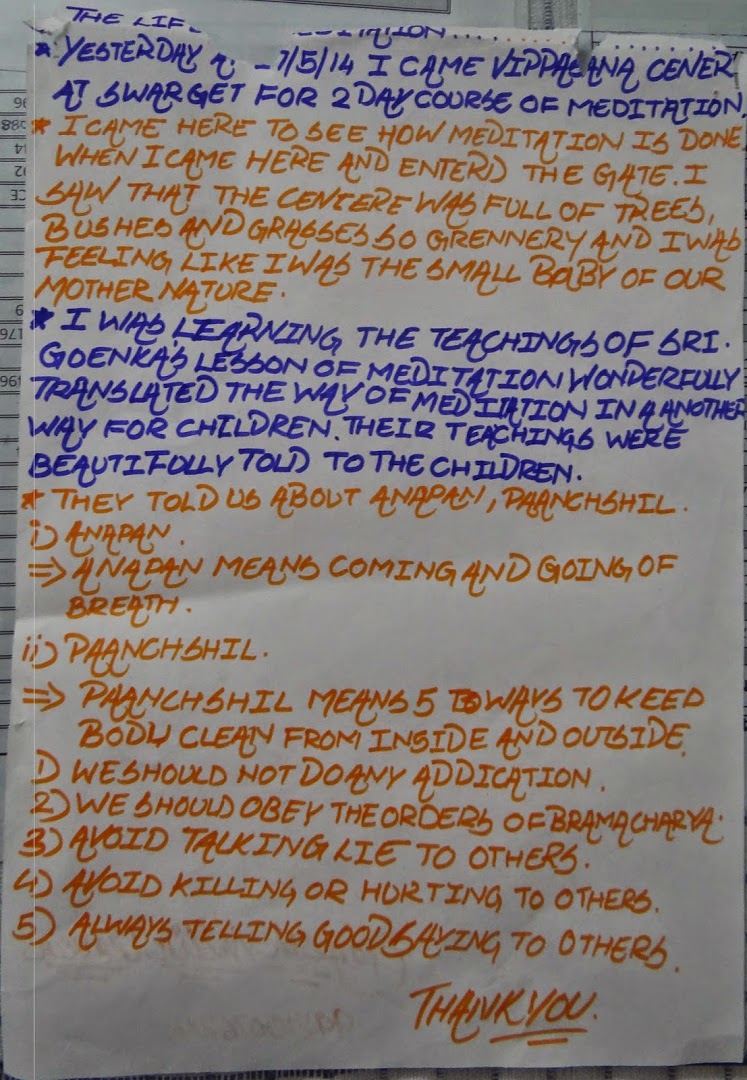 THE LIF
* YESTERDAY 7/5/14 I CAME VIPPASANA CENER
AT SWARGET FOR 2 DAY COURSE OF MEDITATION.
* I CAME HERE TO SEE HOW MEDITATION IS DONE
WHEN I CAME HERE AND ENTERD THE GATE. I
SAW THAT THE CENTERE WAS FULL OF TREES,
BUSHES AND GRASSES SO GRENNERY AND I WAS
FEELING LIKE I WAS THE SMALL BABY OF OUR
MOTHER NATURE.
* I WAS LEARNING THE TEACHINGS OF SRI.
GOENKA'S LESSON OF MEDITATION WONDERFULLY
TRANSLATED THE WAY OF MEDITATION IN A ANOTHER
WAY FOR CHILDREN. THEIR TEACHINGS WERE
BEAUTIFULLY TOLD TO THE CHILDREN.
* THEY TOLD US ABOUT ANAPAN, PAANCHSHIL.
i) ANAPAN.
⇒ ANAPAN MEANS COMING AND GOING OF
BREATH.
ii) PAANCHSHIL.
⇒ PAANCHSHIL MEANS 5 WAYS TO KEED
BODY CLEAN FROM INSIDE AND OUTSIDE.
1) WE SHOULD NOT DO ANY ADDICATION.
2) WE SHOULD OBEY THE ORDERS OF BRAMACHARYA.
3) AVOID TALKING LIE TO OTHERS.
4) AVOID KILLING OR HURTING TO OTHERS.
5) ALWAYS TELLING GOOD SAYING TO OTHERS.
THANK YOU.